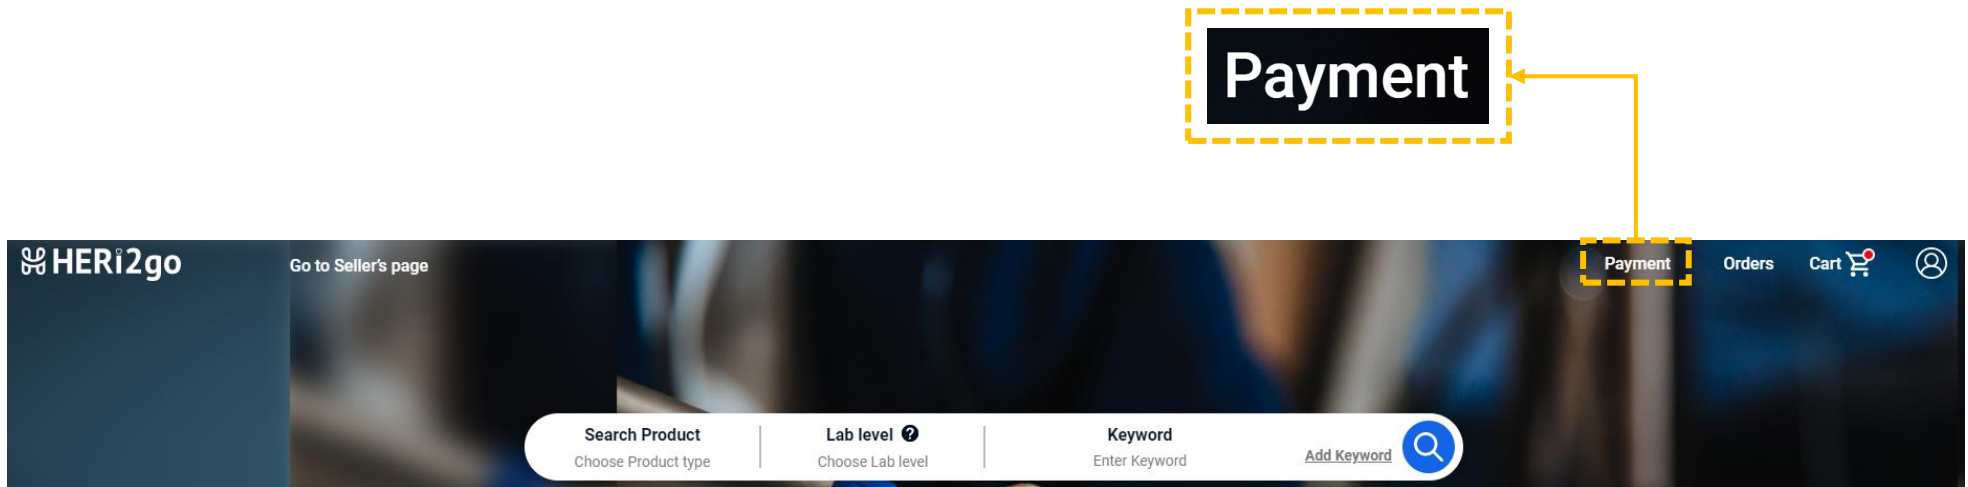 Payment
HERi2go
Go to Seller's page
Payment
Orders
Cart
Search Product
Choose Product type
Lab level ?
Choose Lab level
Keyword
Enter Keyword
Add Keyword